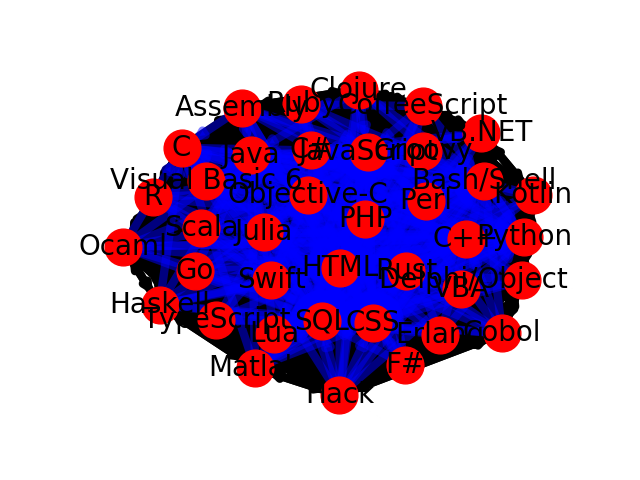 Clojure
Assembly
Ruby
CoffeeScript
VB.NET
C
Java
C#
JavaScript
Groovy
Visual Basic 6
Bash/Shell
R
Objective-C
Perl
Kotlin
Scala
PHP
Julia
C++
Python
Ocaml
Go
Swift
HTML
Rust
Delphi/Object
VBA
Haskell
TypeScript
Lua
SQL
CSS
Erlang
Cobol
Matlab
F#
Hack